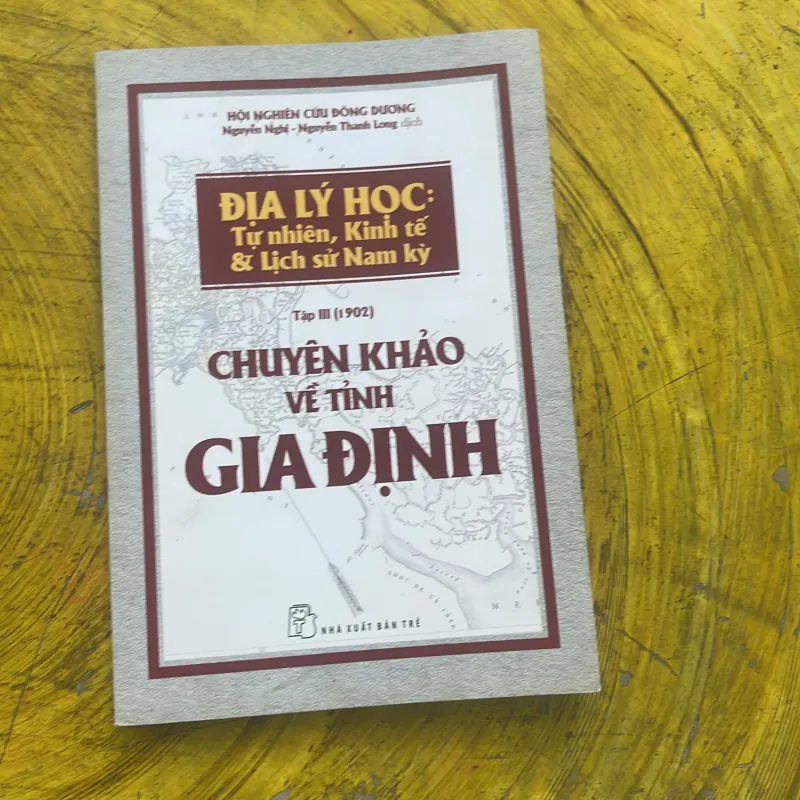 HỘI NGHIÊN CỨU ĐÔNG DƯƠNG
Nguyễn Nghị - Nguyễn Thanh Long dịch
ĐỊA LÝ HỌC:
Tự nhiên, Kinh tế
& Lịch sử Nam kỳ
Tập III (1902)
CHUYÊN KHẢO
VỀ TỈNH
GIA ĐỊNH
NHÀ XUẤT BẢN TRẺ